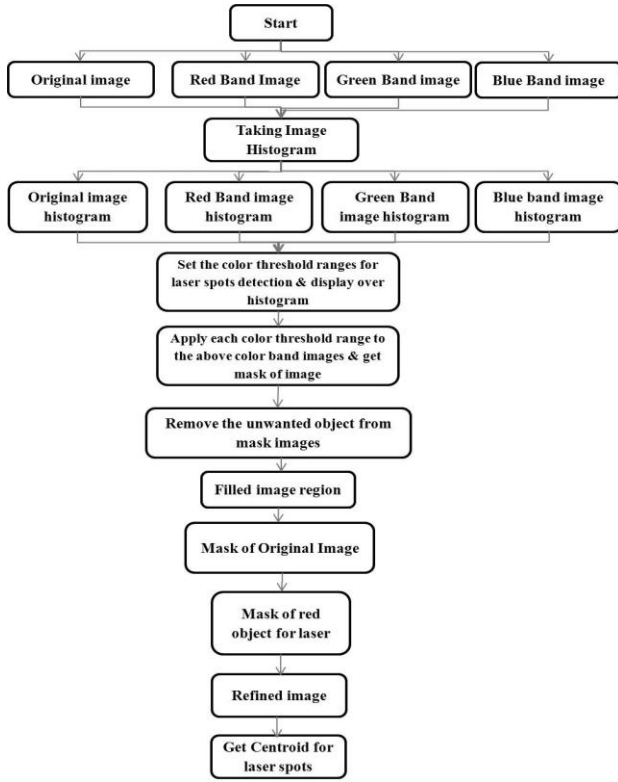 Start
Original image
Red Band Image
Green Band image
Blue Band image
Taking Image
Histogram
Original image
histogram
Red Band image
histogram
Green Band
image histogram
Blue band image
histogram
Set the color threshold ranges for
laser spots detection & display over
histogram
Apply each color threshold range to
the above color band images & get
mask of image
Remove the unwanted object from
mask images
Filled image region
Mask of Original Image
Mask of red
object for laser
Refined image
Get Centroid for
laser spots